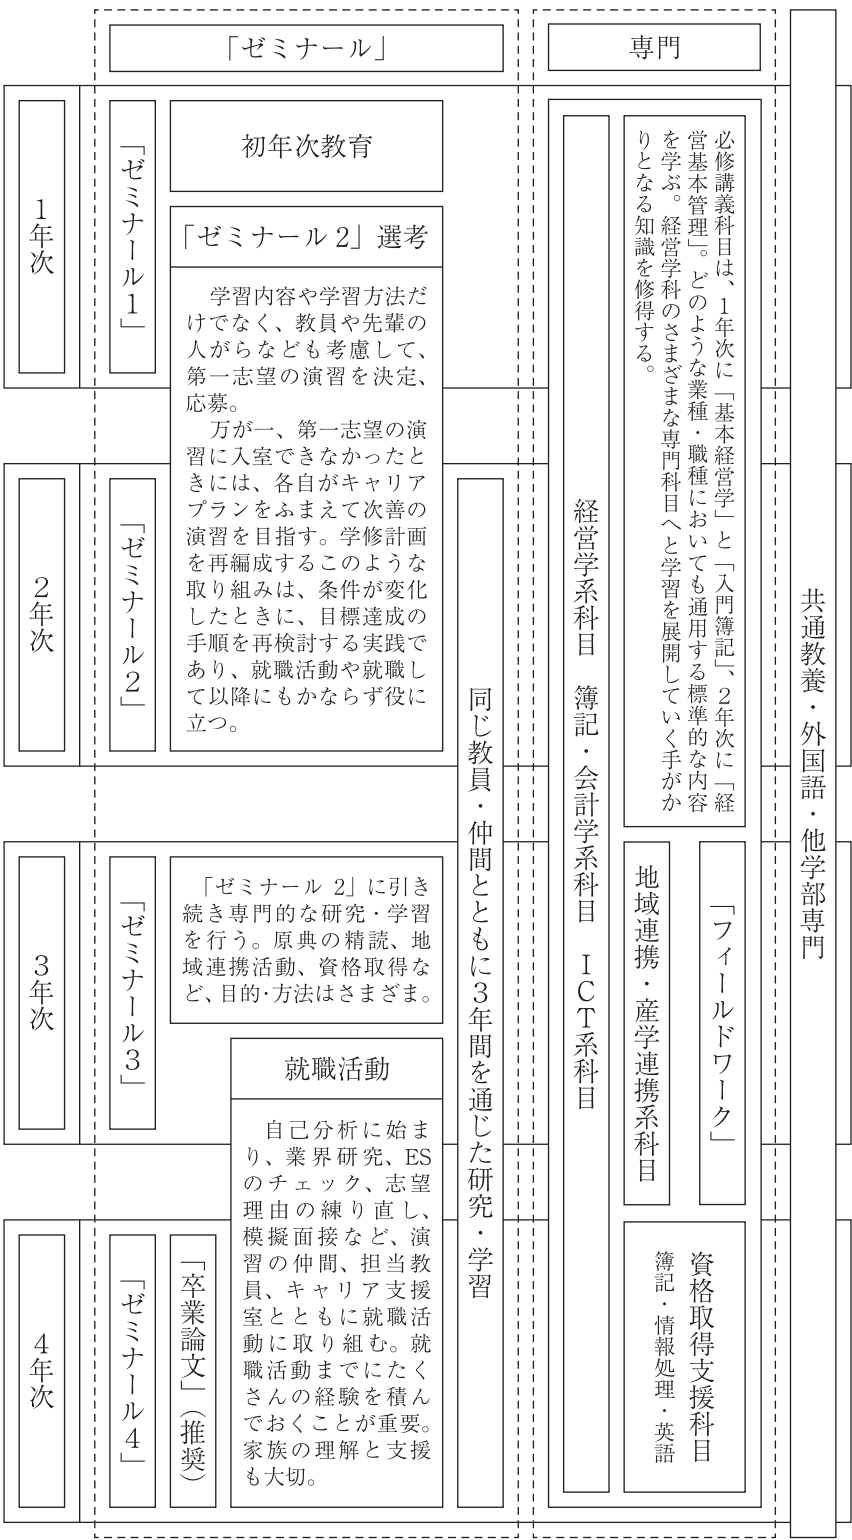 「ゼミナール」
専門
共通教養・外国語・他学部専門
1年次
「ゼミナール1」
初年次教育
「ゼミナール2」選考
学習内容や学習方法だ
けでなく、教員や先輩の
人がらなども考慮して、
第一志望の演習を決定、
応募。
万が一、第一志望の演
習に入室できなかったと
きには、各自がキャリア
プランをふまえて次善の
演習を目指す。学修計画
を再編成するこのような
取り組みは、条件が変化
したときに、目標達成の
手順を再検討する実践で
あり、就職活動や就職し
て以降にもかならず役に
立つ。
2年次
「ゼミナール2」
同じ教員・仲間とともに3年間を通じた研究・学習
3年次
「ゼミナール3」
「ゼミナール 2」に引き
続き専門的な研究・学習
を行う。原典の精読、地
域連携活動、資格取得な
ど、目的・方法はさまざま。
就職活動
自己分析に始ま
り、業界研究、ES
のチェック、志望
理由の練り直し、
模擬面接など、演
習の仲間、担当教
員、キャリア支援
室とともに就職活
動に取り組む。就
職活動までにたく
さんの経験を積ん
でおくことが重要。
家族の理解と支援
も大切。
4年次
「ゼミナール4」
「卒業論文」(推奨)
経営学系科目 簿記・会計学系科目 ICT系科目
必修講義科目は、1年次に「基本経営学」と「入門簿記」、2年次に「経
営基本管理」。どのような業種・職種においても通用する標準的な内容
を学ぶ。経営学科のさまざまな専門科目へと学習を展開していく手がか
りとなる知識を修得する。
「フィールドワーク」
地域連携・産学連携系科目
資格取得支援科目
簿記・情報処理・英語